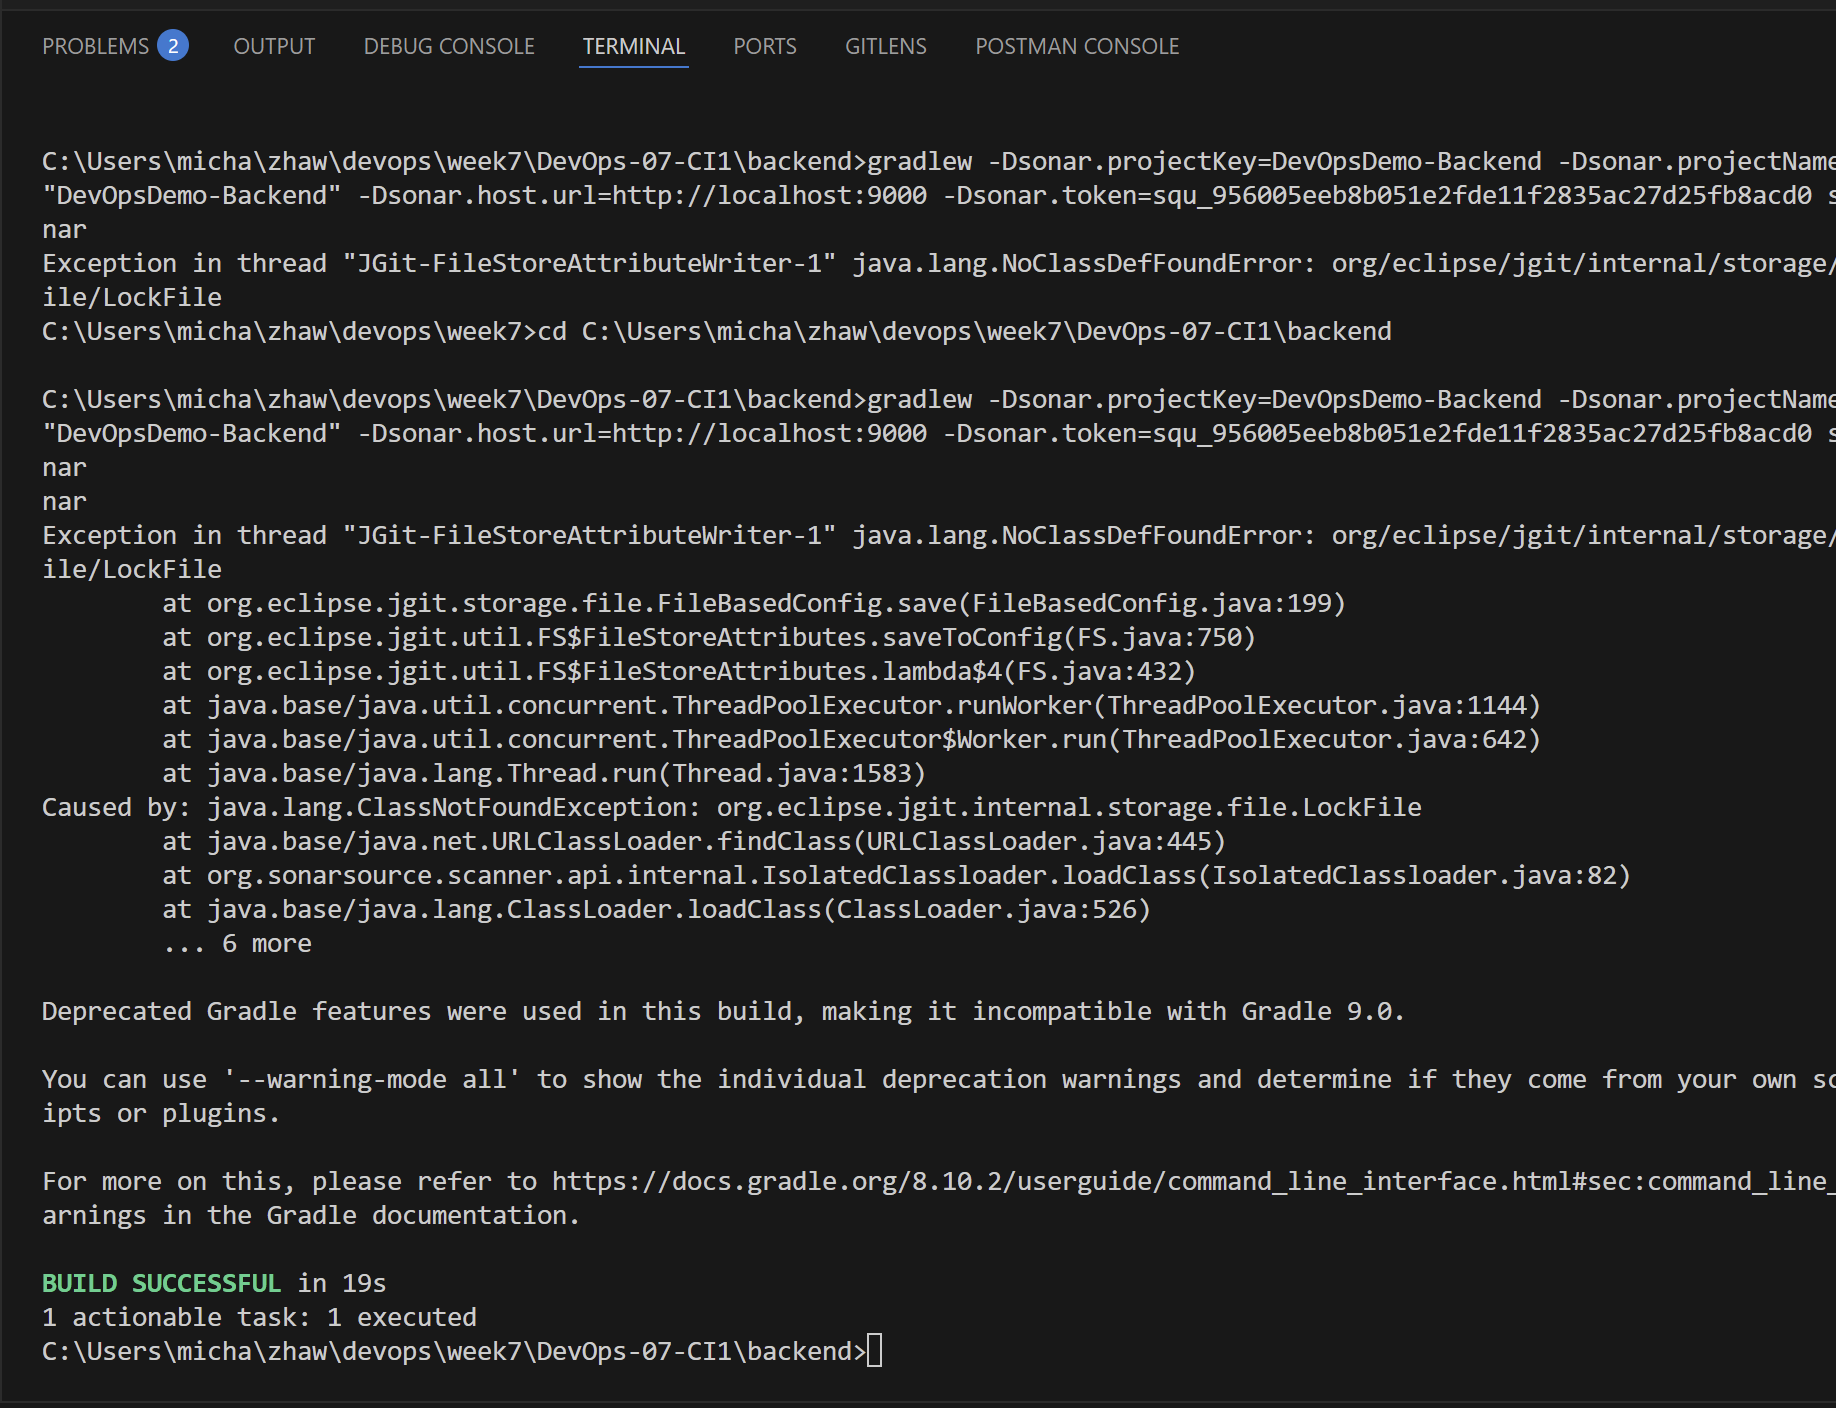 PROBLEMS 2 OUTPUT DEBUG CONSOLE TERMINAL PORTS GITLENS POSTMAN CONSOLE
C:\Users\micha\zhaw\devops\week7\DevOps-07-CI1\backend>gradlew -Dsonar.projectKey=DevOpsDemo-Backend -Dsonar.projectName
"DevOpsDemo-Backend" -Dsonar.host.url=http://localhost:9000 -Dsonar.token=squ_956005eeb8b051e2fde11f2835ac27d25fb8acd0 s
nar
Exception in thread "JGit-FileStoreAttributeWriter-1" java.lang.NoClassDefFoundError: org/eclipse/jgit/internal/storage/
ile/LockFile
C:\Users\micha\zhaw\devops\week7>cd C:\Users\micha\zhaw\devops\week7\DevOps-07-CI1\backend
C:\Users\micha\zhaw\devops\week7\DevOps-07-CI1\backend>gradlew -Dsonar.projectKey=DevOpsDemo-Backend -Dsonar.projectName
"DevOpsDemo-Backend" -Dsonar.host.url=http://localhost:9000 -Dsonar.token=squ_956005eeb8b051e2fde11f2835ac27d25fb8acd0 s
nar
nar
Exception in thread "JGit-FileStoreAttributeWriter-1" java.lang.NoClassDefFoundError: org/eclipse/jgit/internal/storage/
ile/LockFile
at org.eclipse.jgit.storage.file.FileBasedConfig.save(FileBasedConfig.java:199)
at org.eclipse.jgit.util.FS$FileStoreAttributes.saveToConfig(FS.java:750)
at org.eclipse.jgit.util.FS$FileStoreAttributes.lambda$4(FS.java:432)
at java.base/java.util.concurrent.ThreadPoolExecutor.runWorker(ThreadPoolExecutor.java:1144)
at java.base/java.util.concurrent.ThreadPoolExecutor$Worker.run(ThreadPoolExecutor.java:642)
at java.base/java.lang.Thread.run(Thread.java:1583)
Caused by: java.lang.ClassNotFoundException: org.eclipse.jgit.internal.storage.file.LockFile
at java.base/java.net.URLClassLoader.findClass(URLClassLoader.java:445)
at org.sonarsource.scanner.api.internal.IsolatedClassloader.loadClass(IsolatedClassloader.java:82)
at java.base/java.lang.ClassLoader.loadClass(ClassLoader.java:526)
... 6 more
Deprecated Gradle features were used in this build, making it incompatible with Gradle 9.0.
You can use '--warning-mode all' to show the individual deprecation warnings and determine if they come from your own sc
ipts or plugins.
For more on this, please refer to https://docs.gradle.org/8.10.2/userguide/command_line_interface.html#sec:command_line_
arnings in the Gradle documentation.
BUILD SUCCESSFUL in 19s
1 actionable task: 1 executed
C:\Users\micha\zhaw\devops\week7\DevOps-07-CI1\backend>